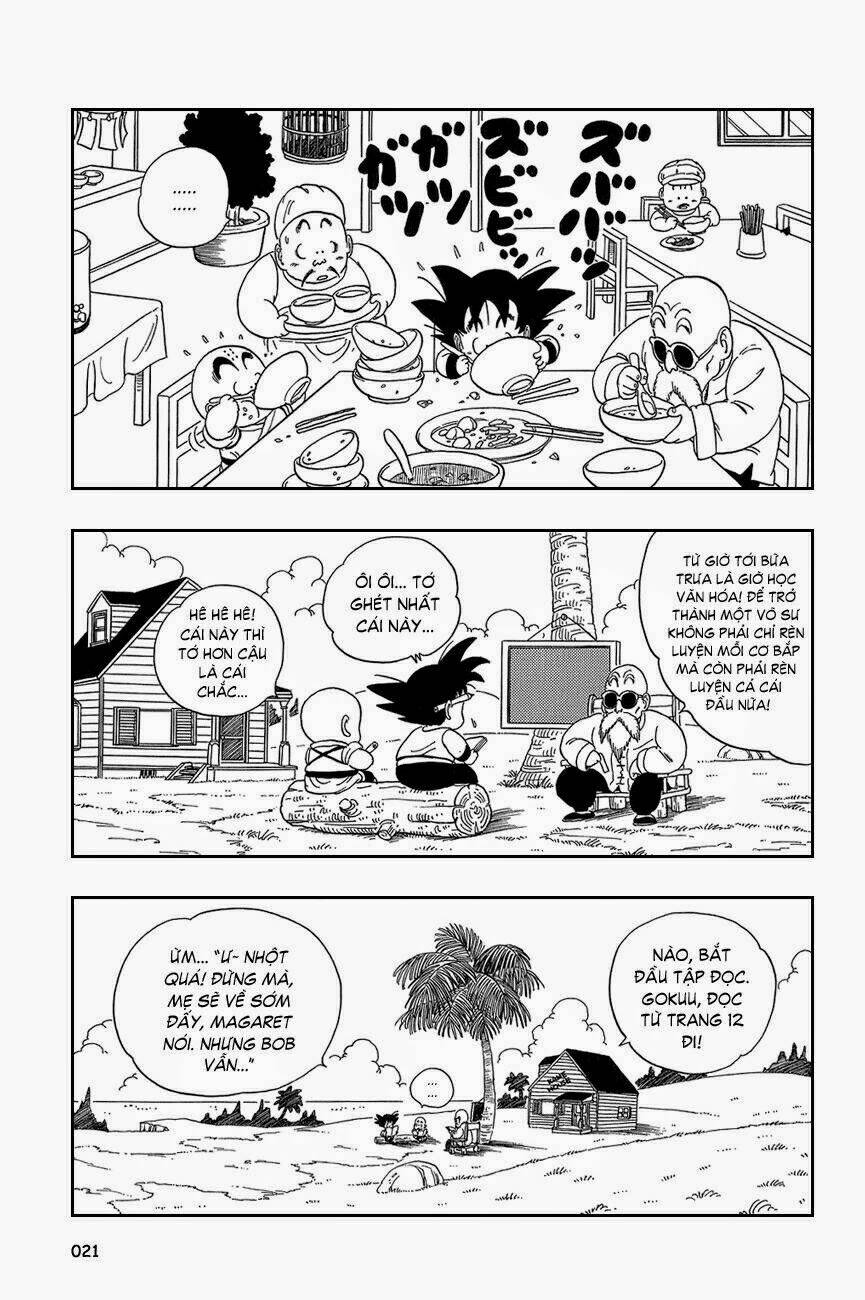 ズババッ
ズビビッ
ガツガツ
......
......
TỪ GIỜ TỚI BỮA
TRƯA LÀ GIỜ HỌC
VĂN HÓA! ĐỂ TRỞ
THÀNH MỘT VÕ SƯ
KHÔNG PHẢI CHỈ RÈN
LUYỆN MỖI CƠ BẮP
MÀ CÒN PHẢI RÈN
LUYỆN CẢ CÁI
ĐẦU NỮA!
ÔI ÔI... TỚ
GHÉT NHẤT
CÁI NÀY...
HÊ HÊ HÊ!
CÁI NÀY THÌ
TỚ HƠN CẬU
LÀ CÁI
CHẮC...
NÀO, BẮT
ĐẦU TẬP ĐỌC.
GOKUU, ĐỌC
TỪ TRANG 12
ĐI!
ỪM... "Ư~ NHỘT
QUÁ! ĐỪNG MÀ,
MẸ SẼ VỀ SỚM
ĐẤY, MAGARET
NÓI. NHƯNG BOB
VẪN..."
...
...
KAME
HOUSE
021